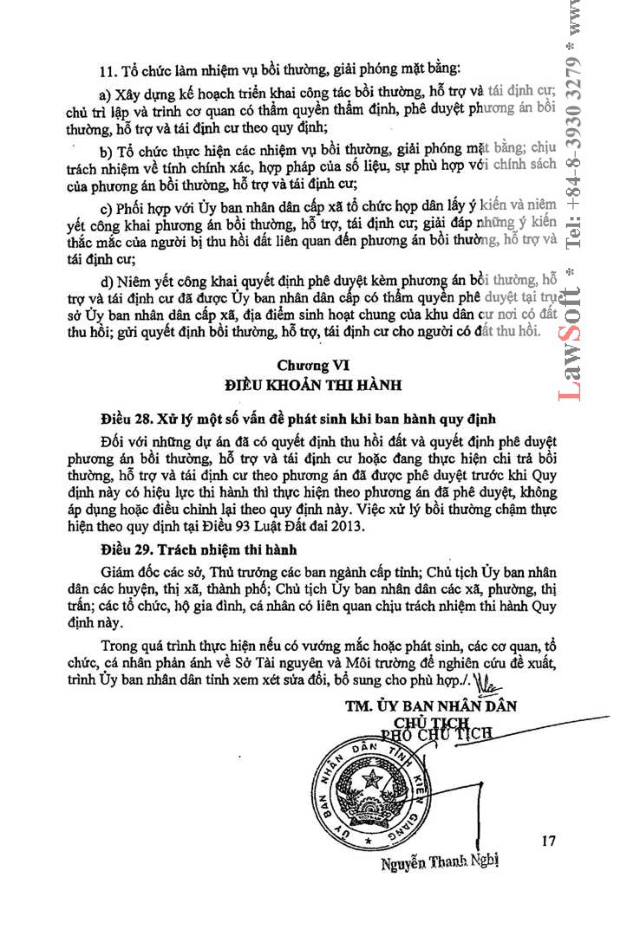 11. Tổ chức làm nhiệm vụ bồi thường, giải phóng mặt bằng:
a) Xây dựng kế hoạch triển khai công tác bồi thường, hỗ trợ và tái định cư;
chủ trì lập và trình cơ quan có thẩm quyền thẩm định, phê duyệt phương án bồi
thường, hỗ trợ và tái định cư theo quy định;
b) Tổ chức thực hiện các nhiệm vụ bồi thường, giải phóng mặt bằng; chịu
trách nhiệm về tính chính xác, hợp pháp của số liệu, sự phù hợp với chính sách
của phương án bồi thường, hỗ trợ và tái định cư;
c) Phối hợp với Ủy ban nhân dân cấp xã tổ chức họp dân lấy ý kiến và niêm
yết công khai phương án bồi thường, hỗ trợ, tái định cư; giải đáp những ý kiến
thắc mắc của người bị thu hồi đất liên quan đến phương án bồi thường, hỗ trợ và
tái định cư;
d) Niêm yết công khai quyết định phê duyệt kèm phương án bồi thường, hỗ
trợ và tái định cư đã được Ủy ban nhân dân cấp có thẩm quyền phê duyệt tại trụ
sở Ủy ban nhân dân cấp xã, địa điểm sinh hoạt chung của khu dân cư nơi có đất
thu hồi; gửi quyết định bồi thường, hỗ trợ, tái định cư cho người có đất thu hồi.
Chương VI
ĐIỀU KHOẢN THI HÀNH
Điều 28. Xử lý một số vấn đề phát sinh khi ban hành quy định
Đối với những dự án đã có quyết định thu hồi đất và quyết định phê duyệt
phương án bồi thường, hỗ trợ và tái định cư hoặc đang thực hiện chi trả bồi
thường, hỗ trợ và tái định cư theo phương án đã được phê duyệt trước khi Quy
định này có hiệu lực thi hành thì thực hiện theo phương án đã phê duyệt, không
áp dụng hoặc điều chỉnh lại theo quy định này. Việc xử lý bồi thường chậm thực
hiện theo quy định tại Điều 93 Luật Đất đai 2013.
Điều 29. Trách nhiệm thi hành
Giám đốc các sở, Thủ trưởng các ban ngành cấp tỉnh; Chủ tịch Ủy ban nhân
dân các huyện, thị xã, thành phố; Chủ tịch Ủy ban nhân dân các xã, phường, thị
trấn; các tổ chức, hộ gia đình, cá nhân có liên quan chịu trách nhiệm thi hành Quy
định này.
Trong quá trình thực hiện nếu có vướng mắc hoặc phát sinh, các cơ quan, tổ
chức, cá nhân phản ánh về Sở Tài nguyên và Môi trường để nghiên cứu đề xuất,
trình Ủy ban nhân dân tỉnh xem xét sửa đổi, bổ sung cho phù hợp./.
TM. ỦY BAN NHÂN DÂN
CHỦ TỊCH
PHÓ CHỦ TỊCH
ỦY BAN NHÂN DÂN TỈNH KIÊN GIANG
Nguyễn Thanh Nghị
17
LawSoft * Tel: +84-8-3930 3279 * www